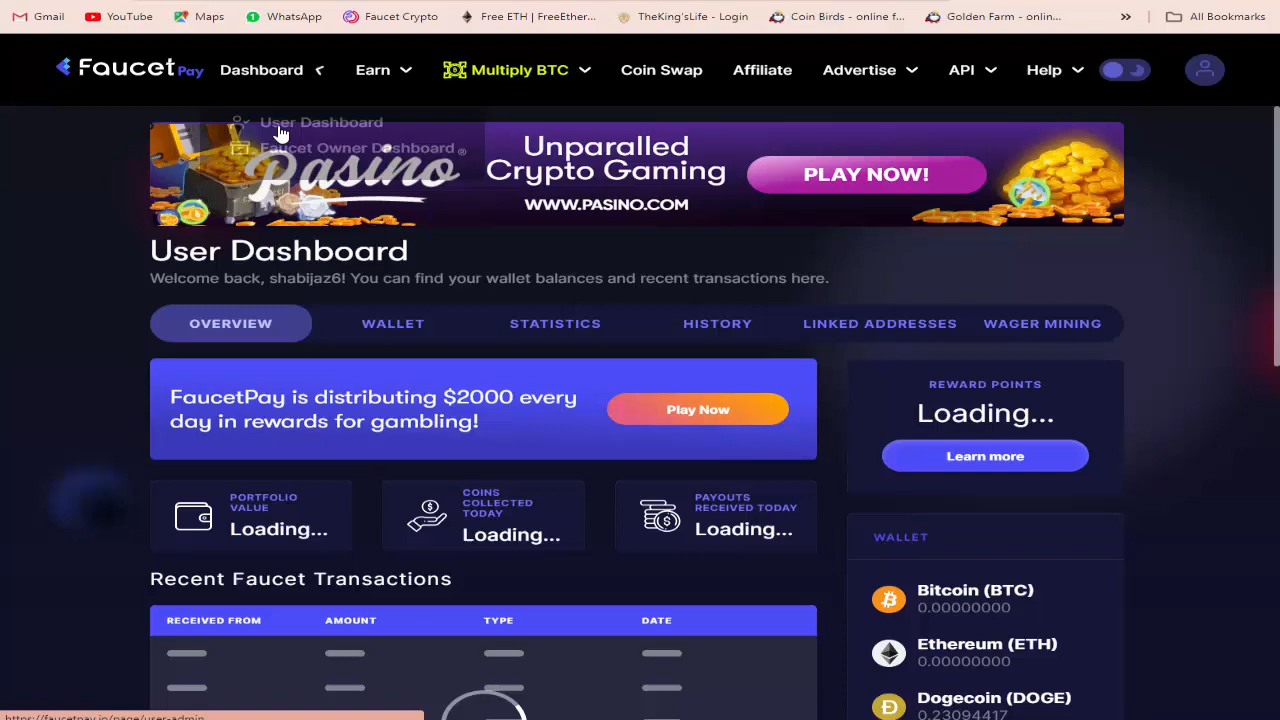 Gmail YouTube Maps WhatsApp Faucet Crypto Free ETH | FreeEther... TheKing'sLife - Login Coin Birds - online f... Golden Farm - onlin... » All Bookmarks
FaucetPay Dashboard Earn Multiply BTC Coin Swap Affiliate Advertise API Help
User Dashboard
Faucet Owner Dashboard
Pasino®
Unparalled
Crypto Gaming
WWW.PASINO.COM
PLAY NOW!
User Dashboard
Welcome back, shabijaz6! You can find your wallet balances and recent transactions here.
OVERVIEW WALLET STATISTICS HISTORY LINKED ADDRESSES WAGER MINING
FaucetPay is distributing $2000 every
day in rewards for gambling!
Play Now
REWARD POINTS
Loading...
Learn more
PORTFOLIO
VALUE
Loading...
COINS
COLLECTED
TODAY
Loading...
PAYOUTS
RECEIVED TODAY
Loading...
WALLET
Bitcoin (BTC)
0.00000000
Ethereum (ETH)
0.00000000
Dogecoin (DOGE)
0.23094417
Recent Faucet Transactions
RECEIVED FROM AMOUNT TYPE DATE
https://faucetpay.io/page/user-admin